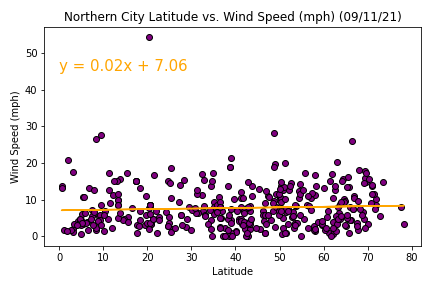 Northern City Latitude vs. Wind Speed (mph) (09/11/21)
y = 0.02x + 7.06
Wind Speed (mph)
50
40
30
20
10
0
0 10 20 30 40 50 60 70 80
Latitude